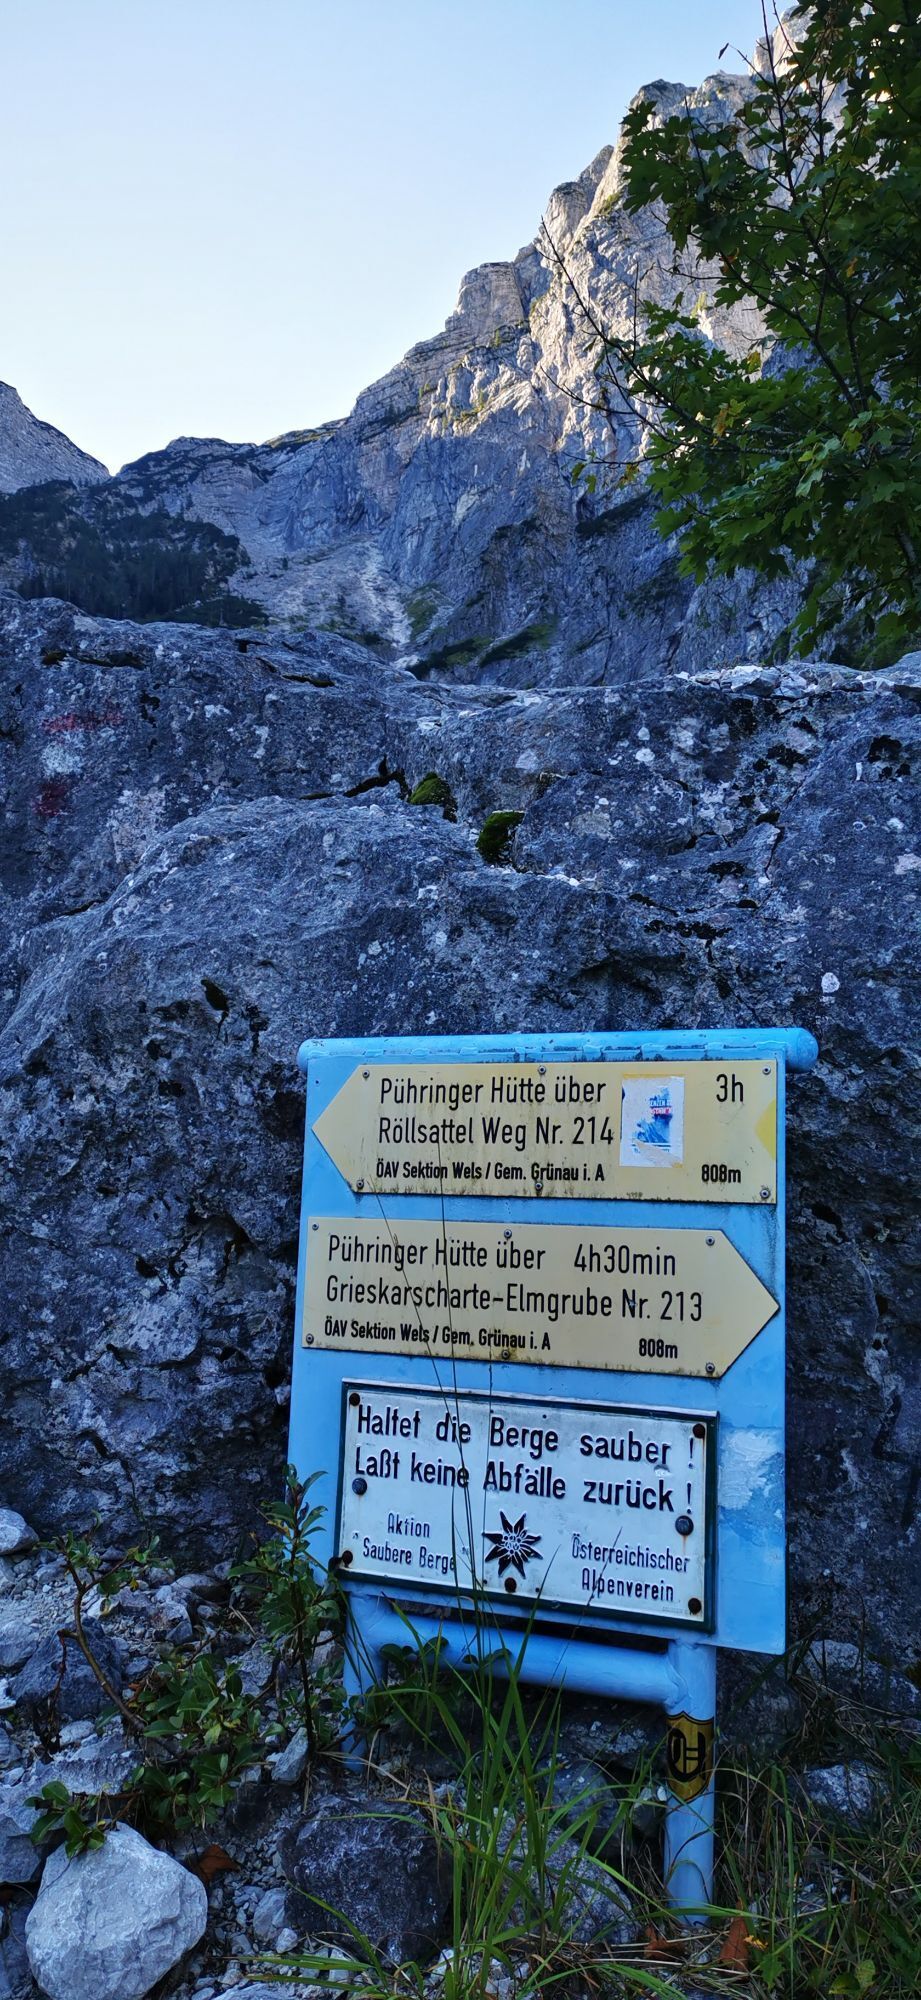 Pühringer Hütte über 3h
Röllsattel Weg Nr. 214
ÖAV Sektion Wels / Gem. Grünau i. A 808m
Pühringer Hütte über 4h30min
Grieskarscharte-Elmgrube Nr. 213
ÖAV Sektion Wels / Gem. Grünau i. A 808m
Haltet die Berge sauber !
Laßt keine Abfälle zurück !
Aktion
"Saubere Berge"
Österreichischer
Alpenverein